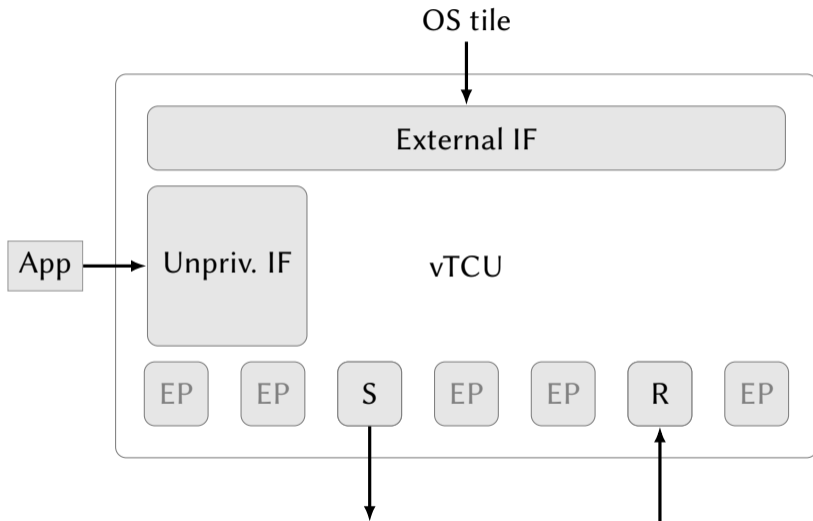 OS tile
External IF
App
Unpriv. IF
vTCU
EP
EP
S
EP
EP
R
EP